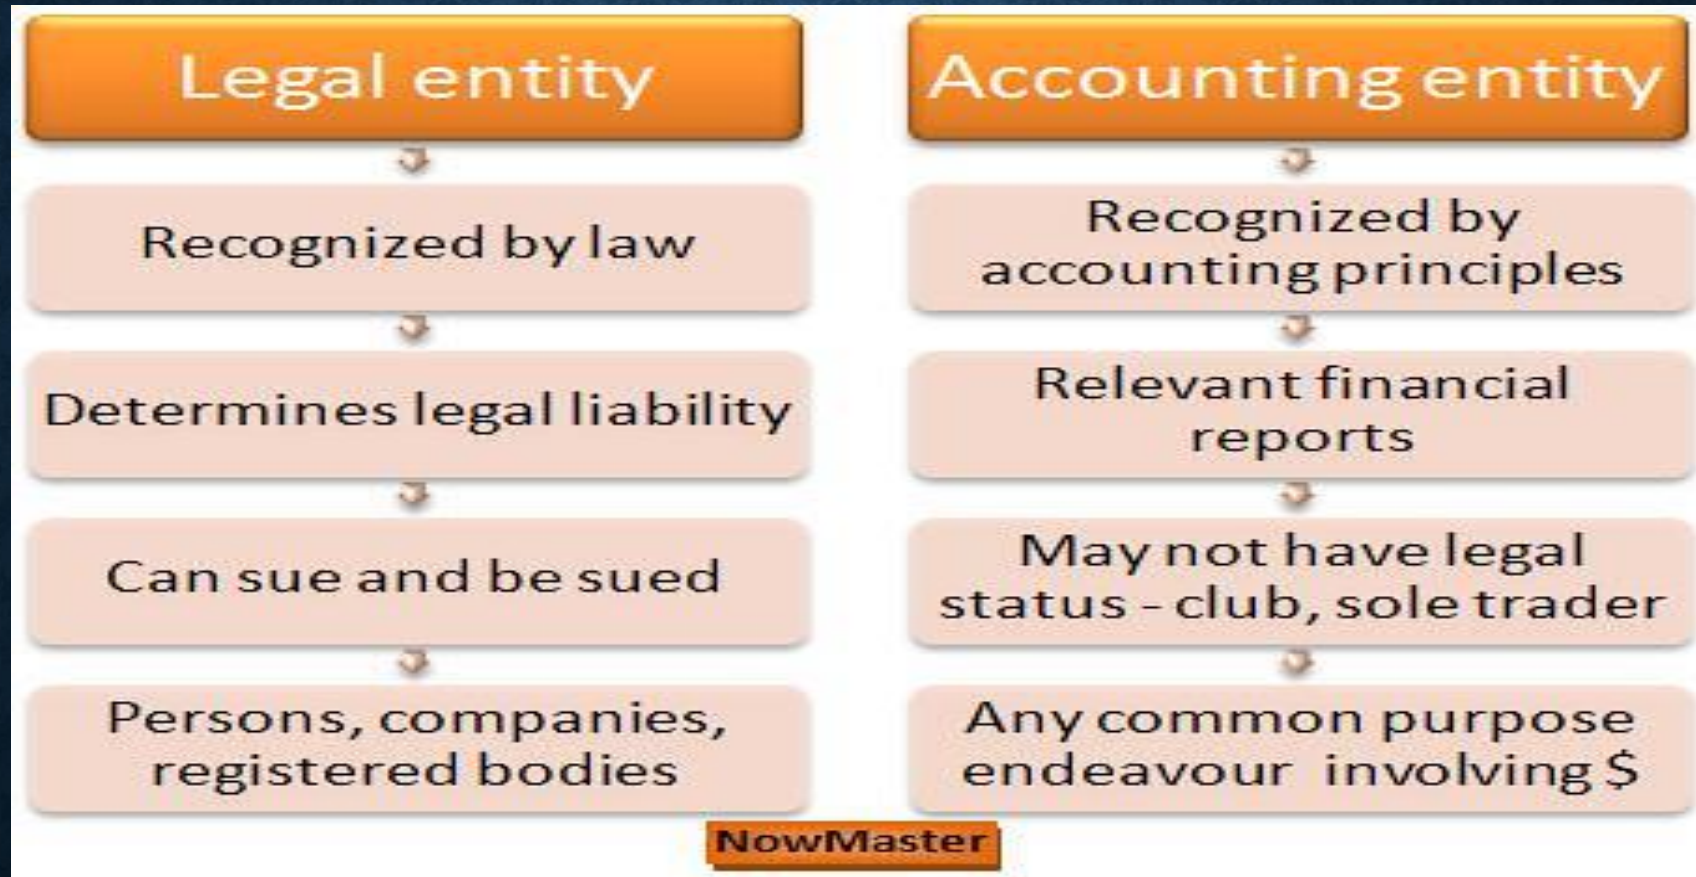 Legal entity
Recognized by law
Determines legal liability
Can sue and be sued
Persons, companies,
registered bodies
Accounting entity
Recognized by
accounting principles
Relevant financial
reports
May not have legal
status - club, sole trader
Any common purpose
endeavour involving $
NowMaster